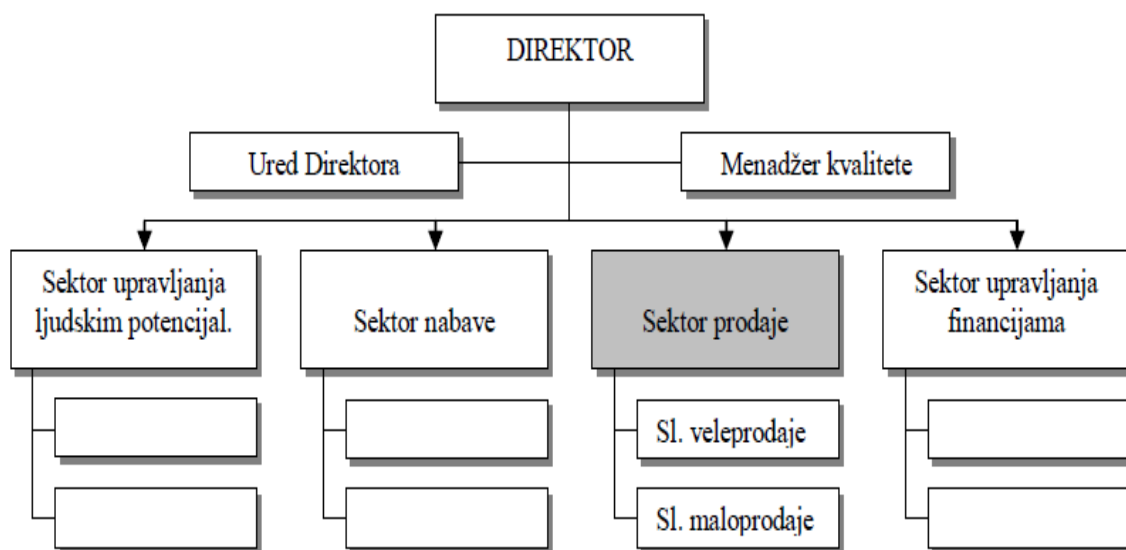 DIREKTOR
Ured Direktora
Menadžer kvalitete
Sektor upravljanja
ljudskim potencijal.
Sektor nabave
Sektor prodaje
Sektor upravljanja
financijama
Sl. veleprodaje
Sl. maloprodaje